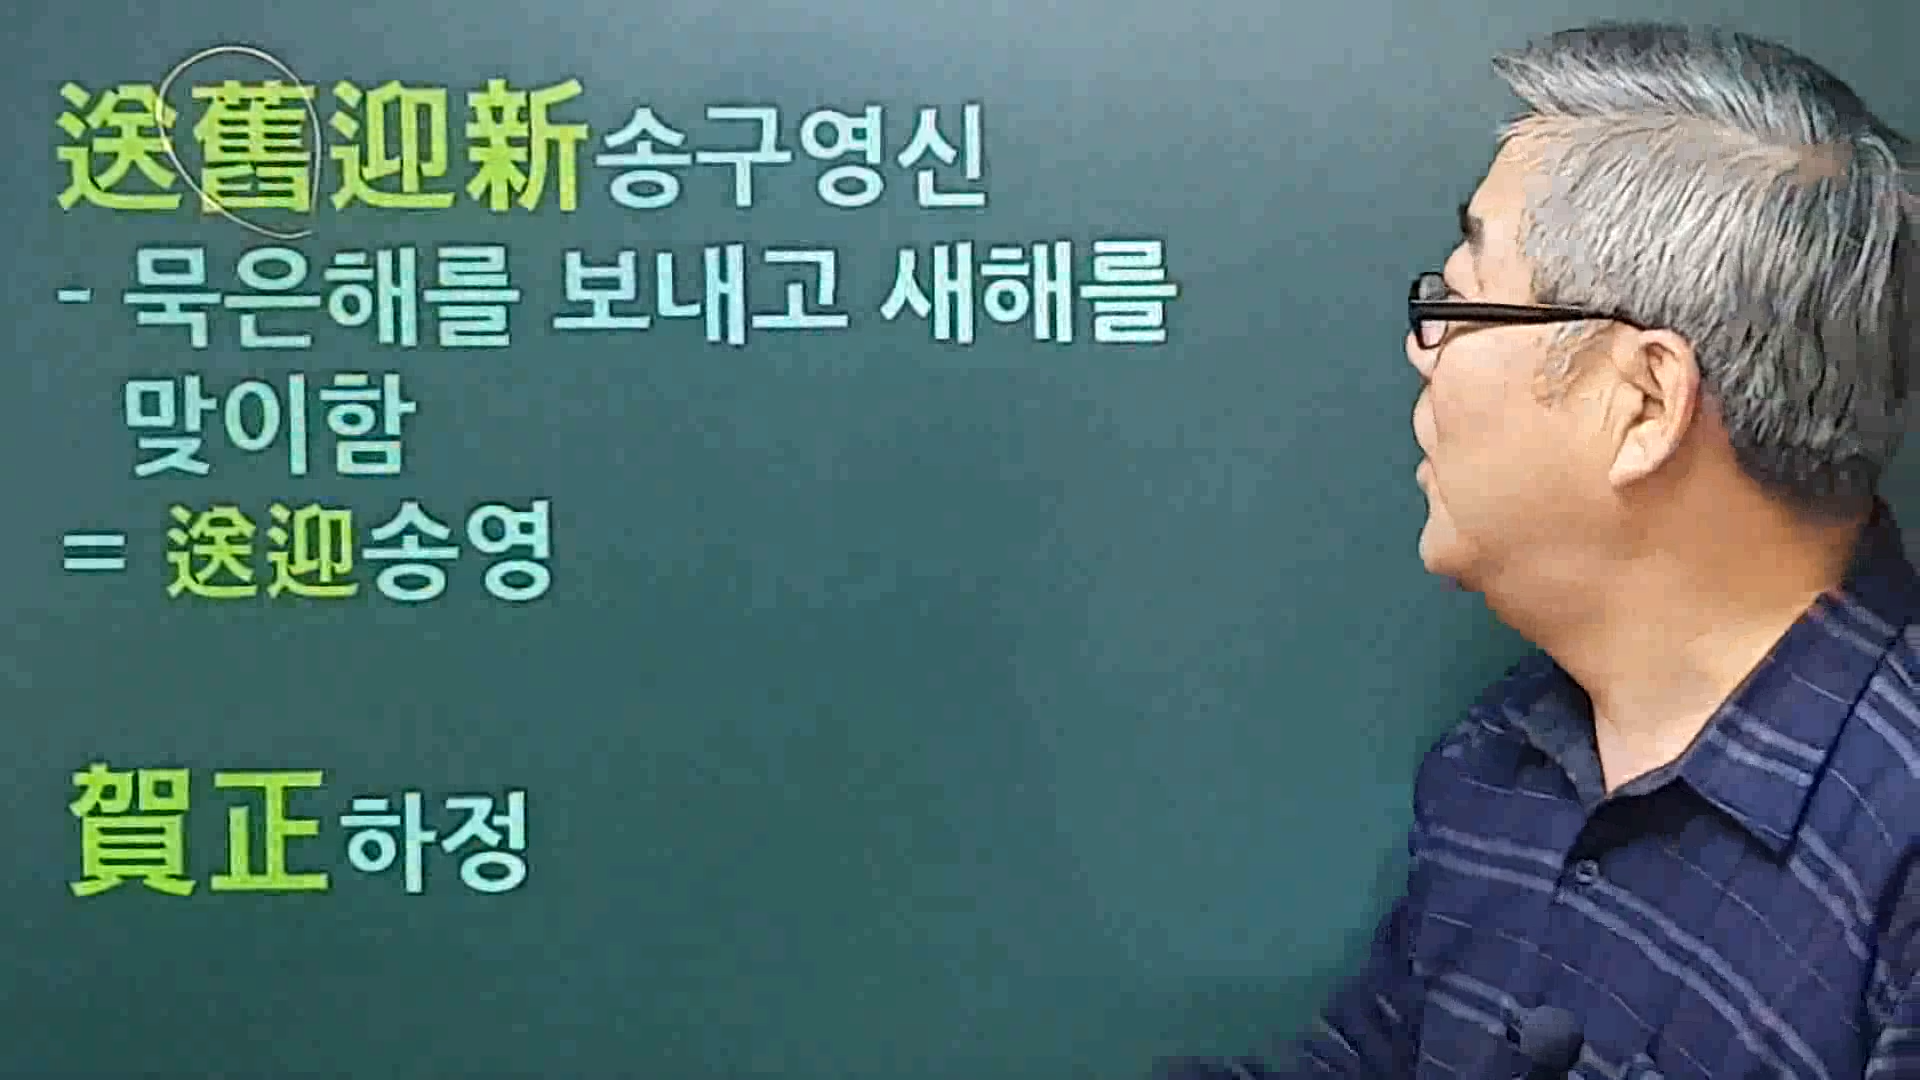 送舊迎新송구영신
- 묵은해를 보내고 새해를
맞이함
= 送迎송영
賀正하정